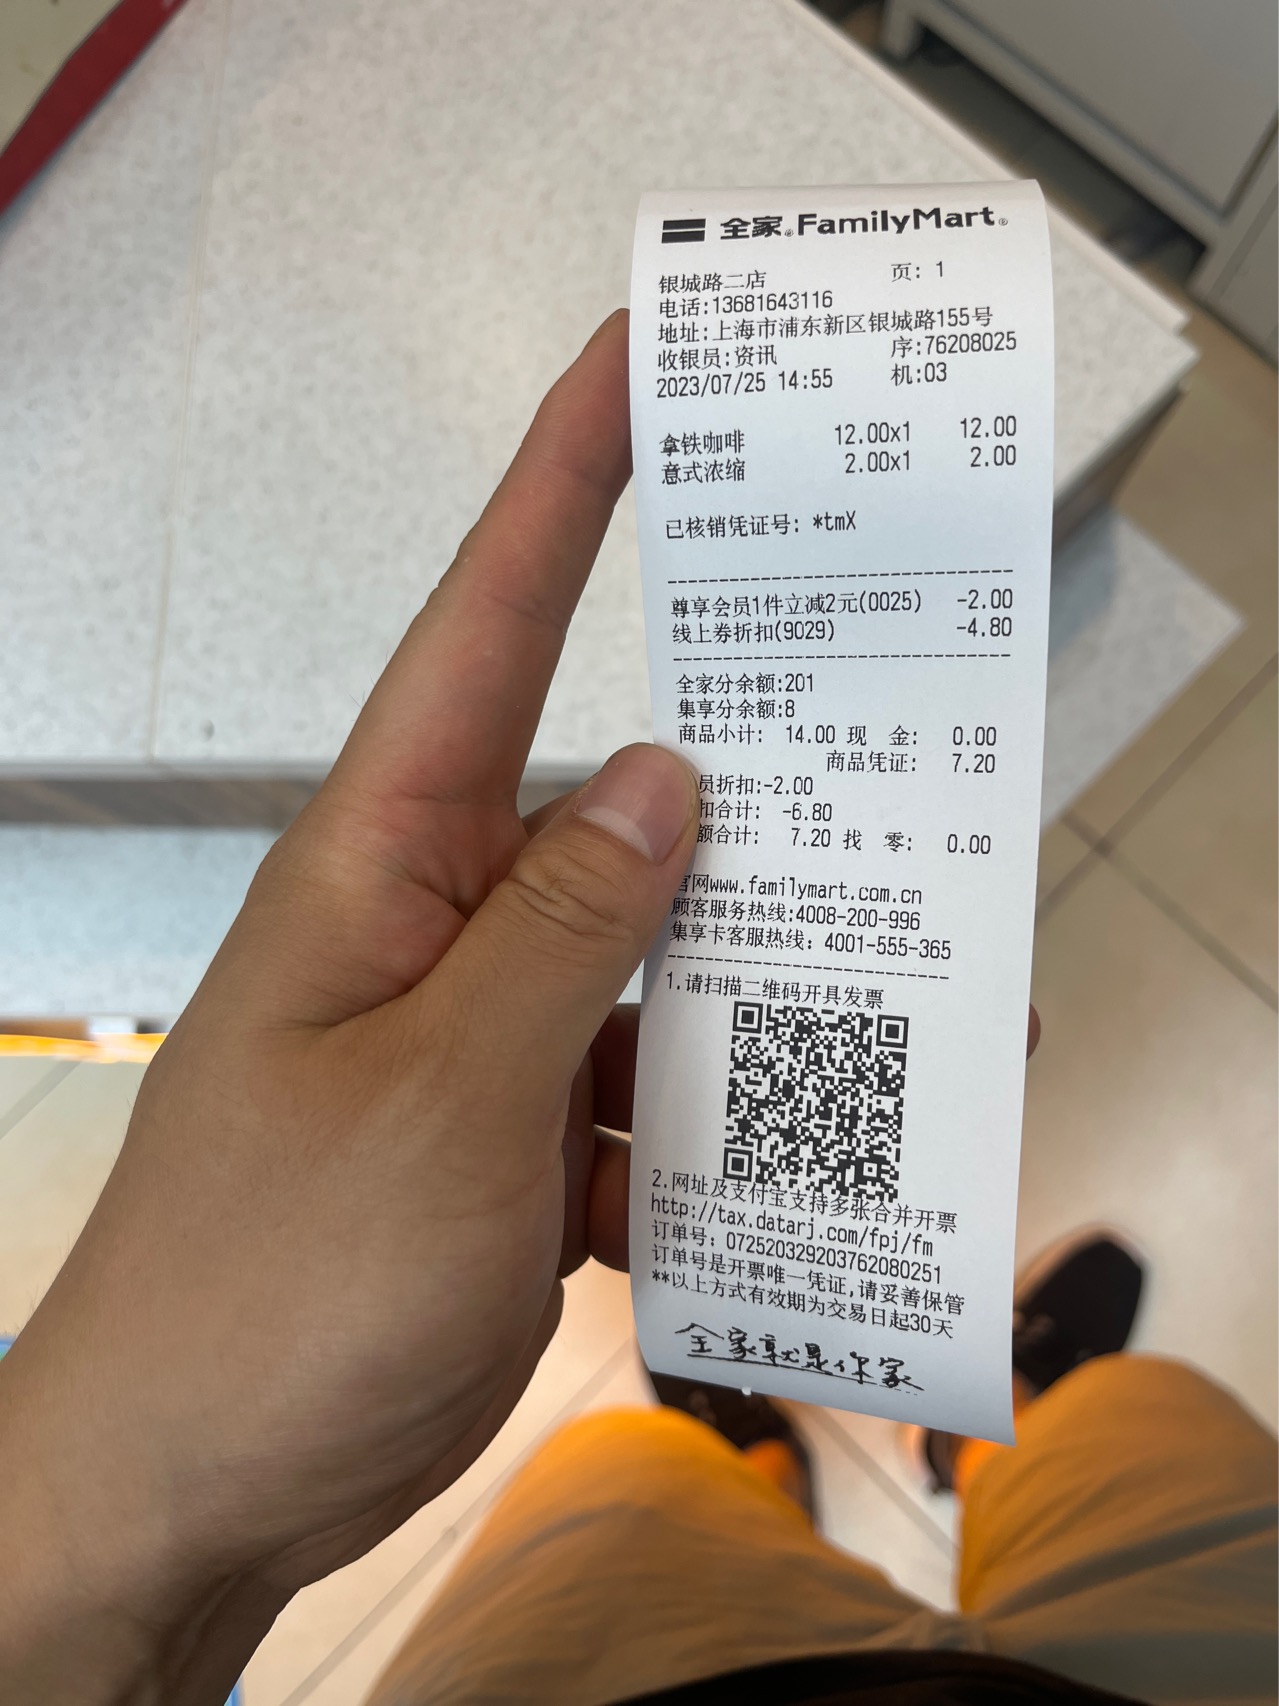 全家®FamilyMart®
银城路二店 页: 1
电话:13681643116
地址:上海市浦东新区银城路155号
收银员:资讯 序:76208025
2023/07/25 14:55 机:03
拿铁咖啡 12.00x1 12.00
意式浓缩 2.00x1 2.00
已核销凭证号: *tmX
尊享会员1件立减2元(0025) -2.00
线上券折扣(9029) -4.80
全家分余额:201
集享分余额:8
商品小计: 14.00 现 金: 0.00
商品凭证: 7.20
员折扣:-2.00
扣合计: -6.80
额合计: 7.20 找 零: 0.00
官网www.familymart.com.cn
顾客服务热线:4008-200-996
集享卡客服热线: 4001-555-365
1.请扫描二维码开具发票
2.网址及支付宝支持多张合并开票
http://tax.datarj.com/fpj/fm
订单号: 072520329203762080251
订单号是开票唯一凭证,请妥善保管
**以上方式有效期为交易日起30天
全家就是你家